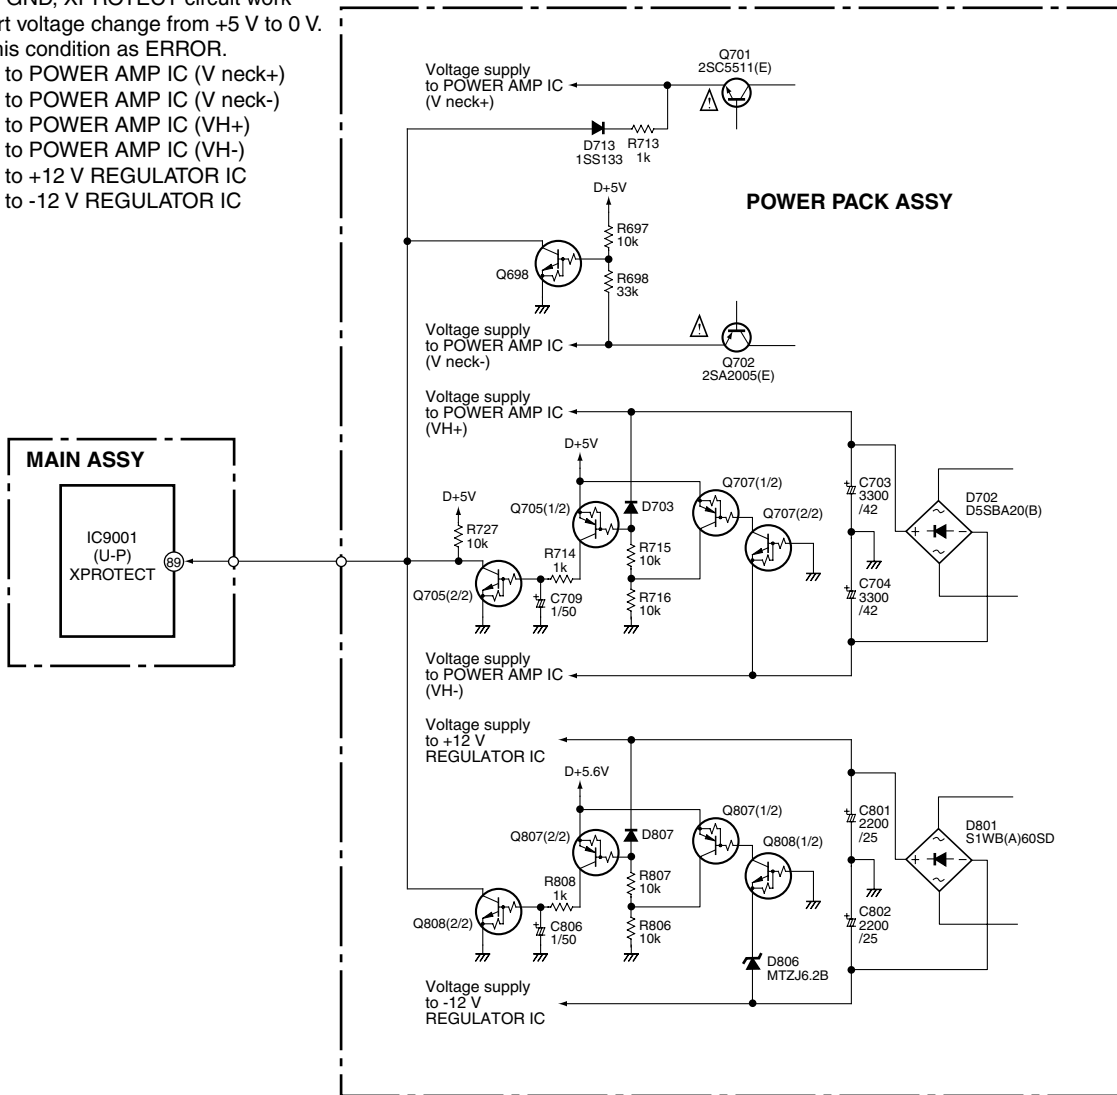 GND, XPROTECT circuit work
rt voltage change from +5 V to 0 V.
his condition as ERROR.
to POWER AMP IC (V neck+)
to POWER AMP IC (V neck-)
to POWER AMP IC (VH+)
to POWER AMP IC (VH-)
to +12 V REGULATOR IC
to -12 V REGULATOR IC
Q701
2SC5511(E)
Voltage supply
to POWER AMP IC
(V neck+)
D713
1SS133
R713
1k
D+5V
POWER PACK ASSY
R697
10k
Q698
R698
33k
Voltage supply
to POWER AMP IC
(V neck-)
Q702
2SA2005(E)
Voltage supply
to POWER AMP IC
(VH+)
MAIN ASSY
IC9001
(U-P)
XPROTECT
89
D+5V
D+5V
R727
10k
Q705(1/2)
D703
Q707(1/2)
Q707(2/2)
C703
3300
/42
D702
D5SBA20(B)
R714
1k
R715
10k
Q705(2/2)
C709
1/50
R716
10k
C704
3300
/42
Voltage supply
to POWER AMP IC
(VH-)
Voltage supply
to +12 V
REGULATOR IC
D+5.6V
Q807(2/2)
D807
Q807(1/2)
Q808(1/2)
C801
2200
/25
D801
S1WB(A)60SD
R808
1k
R807
10k
Q808(2/2)
C806
1/50
R806
10k
C802
2200
/25
D806
MTZJ6.2B
Voltage supply
to -12 V
REGULATOR IC